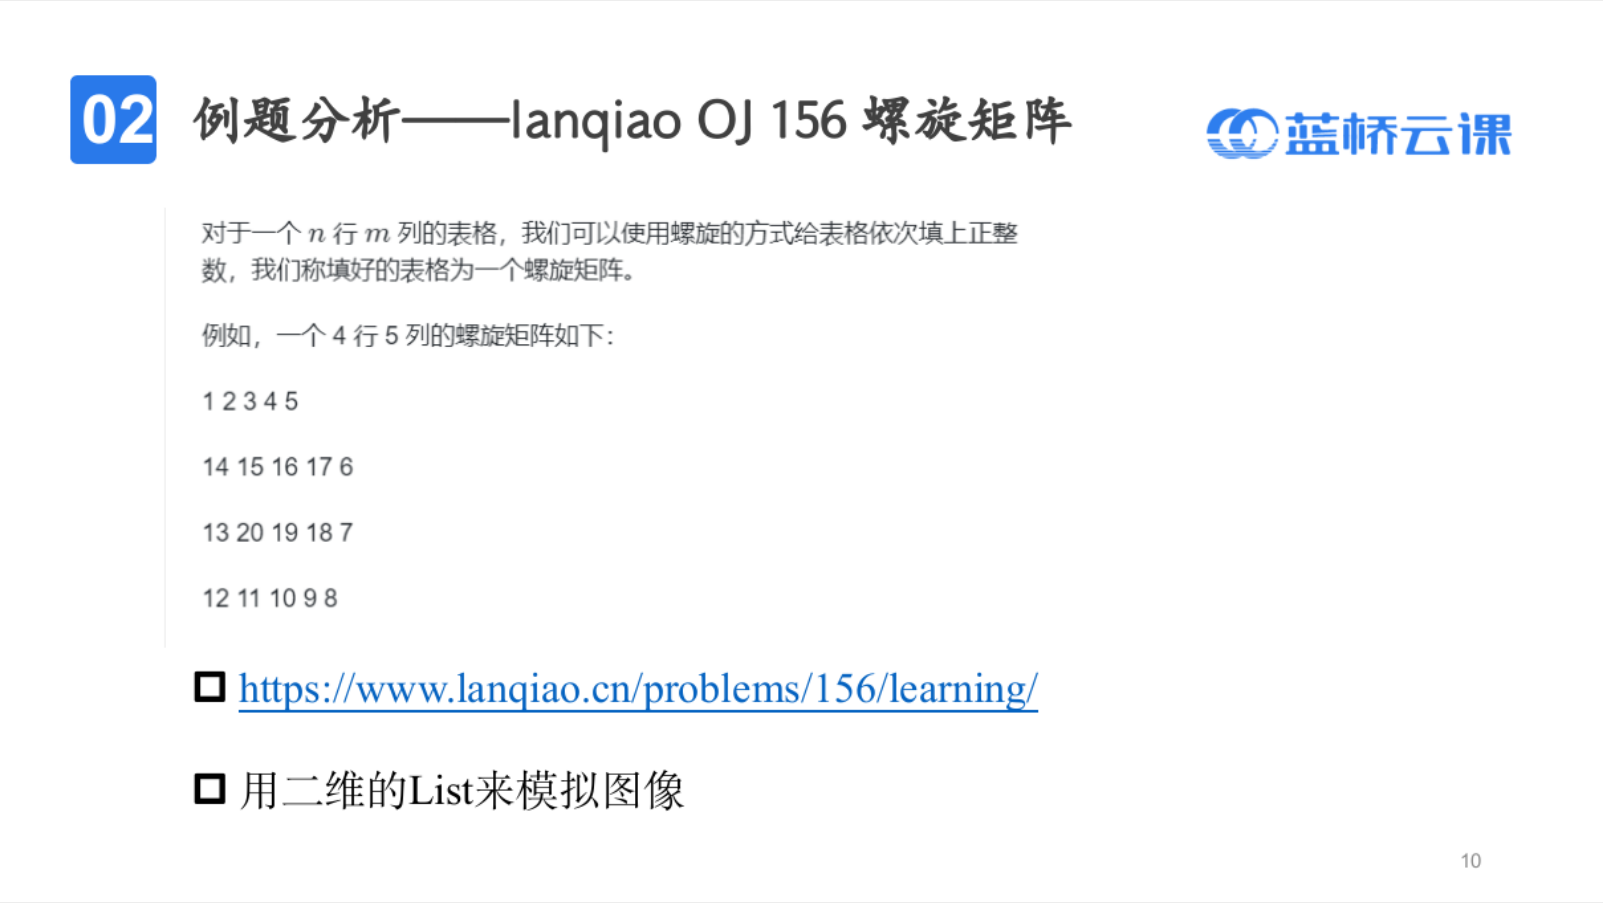 02 例题分析——lanqiao OJ 156 螺旋矩阵
蓝桥云课
对于一个 n 行 m 列的表格，我们可以使用螺旋的方式给表格依次填上正整
数，我们称填好的表格为一个螺旋矩阵。
例如，一个 4 行 5 列的螺旋矩阵如下：
1 2 3 4 5
14 15 16 17 6
13 20 19 18 7
12 11 10 9 8
https://www.lanqiao.cn/problems/156/learning/
用二维的List来模拟图像
10